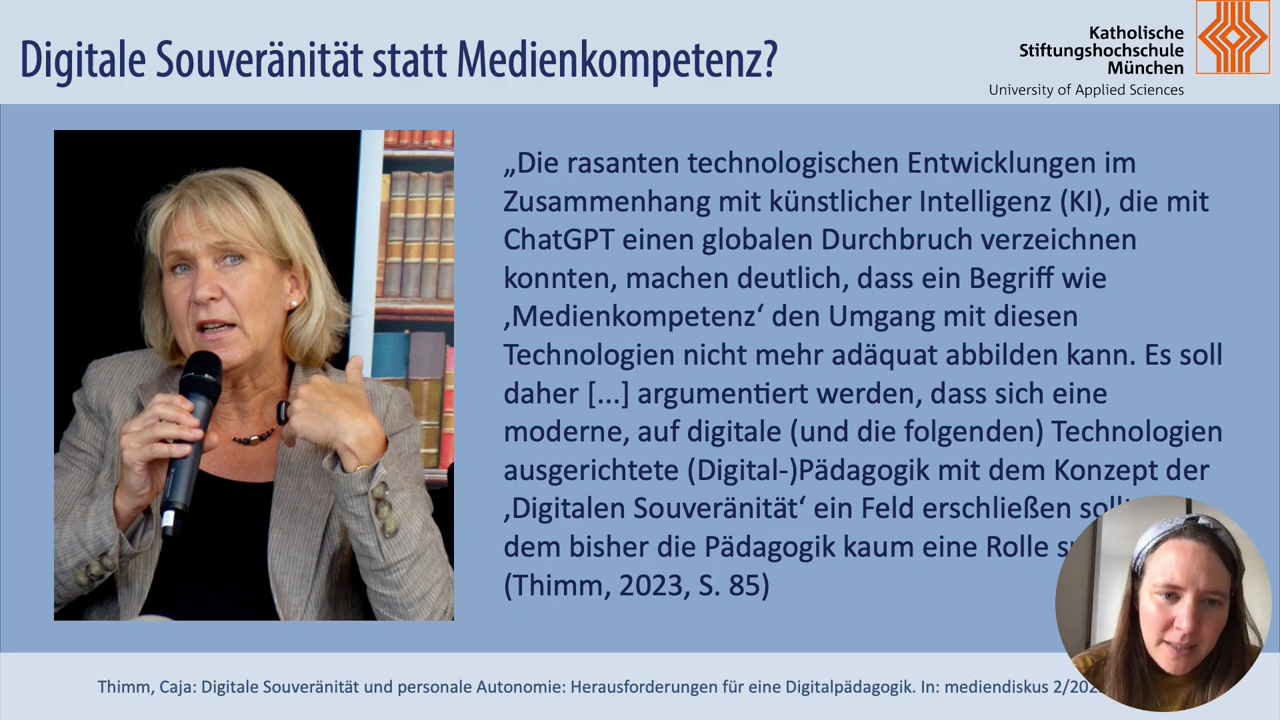 Digitale Souveränität statt Medienkompetenz?
Katholische
Stiftungshochschule
München
University of Applied Sciences
„Die rasanten technologischen Entwicklungen im
Zusammenhang mit künstlicher Intelligenz (KI), die mit
ChatGPT einen globalen Durchbruch verzeichnen
konnten, machen deutlich, dass ein Begriff wie
‚Medienkompetenz‘ den Umgang mit diesen
Technologien nicht mehr adäquat abbilden kann. Es soll
daher [...] argumentiert werden, dass sich eine
moderne, auf digitale (und die folgenden) Technologien
ausgerichtete (Digital-)Pädagogik mit dem Konzept der
‚Digitalen Souveränität‘ ein Feld erschließen
dem bisher die Pädagogik kaum eine Rolle
(Thimm, 2023, S. 85)
Thimm, Caja: Digitale Souveränität und personale Autonomie: Herausforderungen für eine Digitalpädagogik. In: mediendiskus